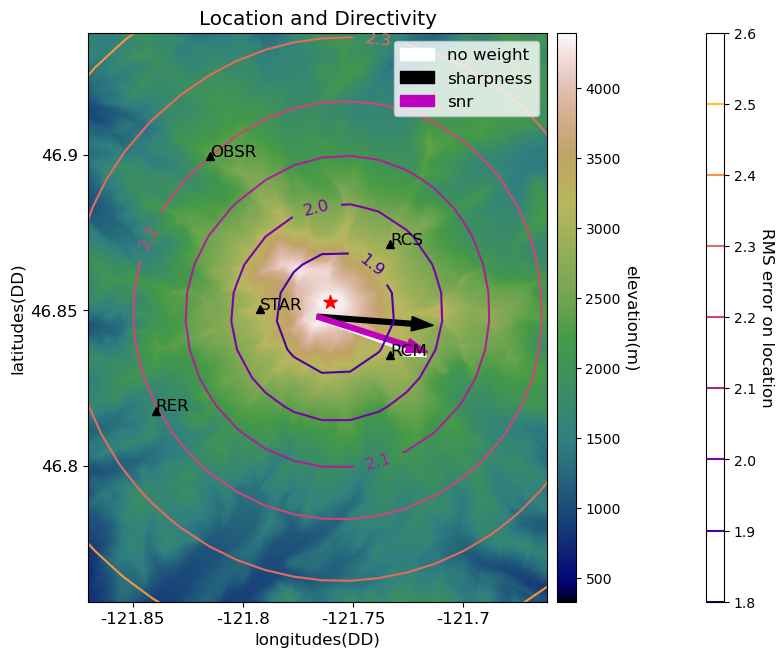 Location and Directivity
no weight
sharpness
snr
2.3
2.2
2.0
1.9
2.1
OBSR
RCS
STAR
RCM
RER
46.9
46.85
46.8
latitudes(DD)
-121.85
-121.8
-121.75
-121.7
longitudes(DD)
4000
3500
3000
2500
2000
1500
1000
500
elevation(m)
2.6
2.5
2.4
2.3
2.2
2.1
2.0
1.9
1.8
RMS error on location